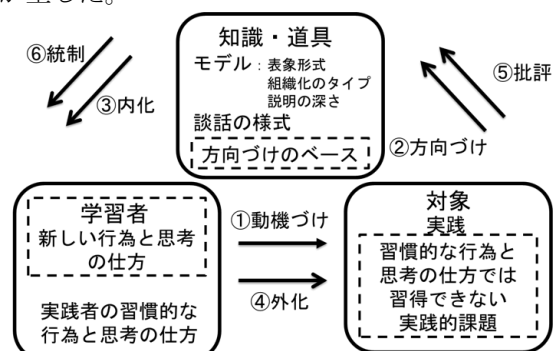 が主した。
知識・道具
モデル：表象形式
組織化のタイプ
説明の深さ
談話の様式
方向づけのベース
⑥統制
③内化
⑤批評
②方向づけ
学習者
新しい行為と思考
の仕方
実践者の習慣的な
行為と思考の仕方
①動機づけ
④外化
対象
実践
習慣的な行為と
思考の仕方では
習得できない
実践的課題